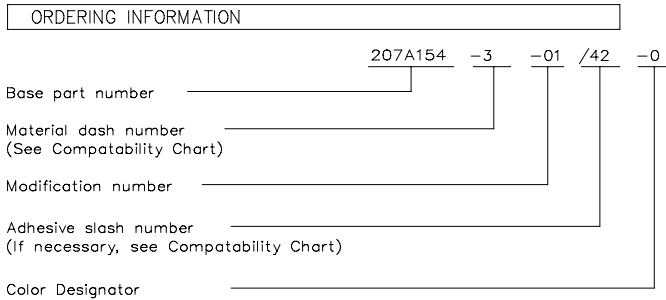 ORDERING INFORMATION
207A154 -3 -01 /42 -0
Base part number
Material dash number
(See Compatability Chart)
Modification number
Adhesive slash number
(If necessary, see Compatability Chart)
Color Designator